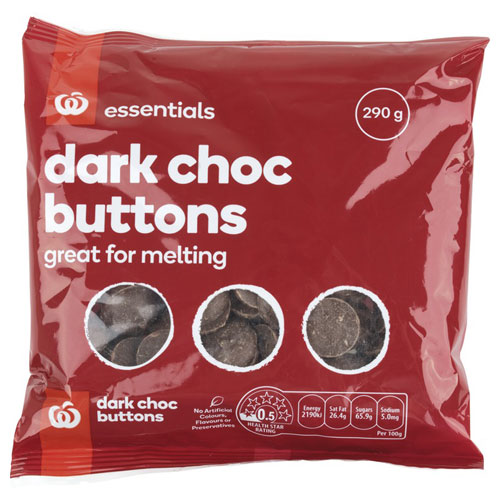 essentials
290 g
dark choc
buttons
great for melting
dark choc
buttons
No Artificial
Colours,
Flavours or
Preservatives
0.5
HEALTH STAR
RATING
Energy
2190kJ
Sat Fat
26.4g
Sugars
65.9g
Sodium
5.0mg
Per 100g